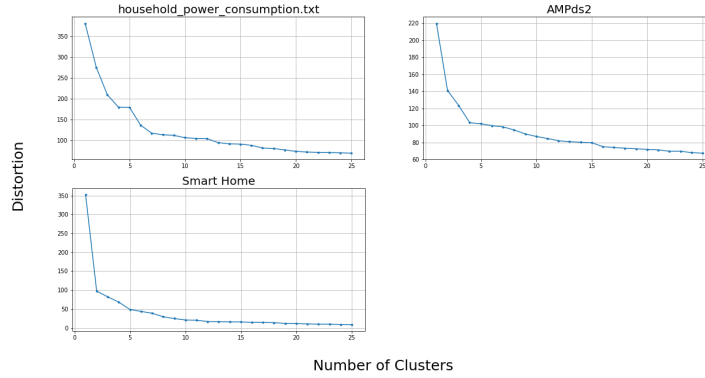 household_power_consumption.txt
350
300
250
200
150
100
0 5 10 15 20 25
AMPds2
220
200
180
160
140
120
100
80
60
0 5 10 15 20 25
Distortion
Smart Home
350
300
250
200
150
100
50
0
0 5 10 15 20 25
Number of Clusters